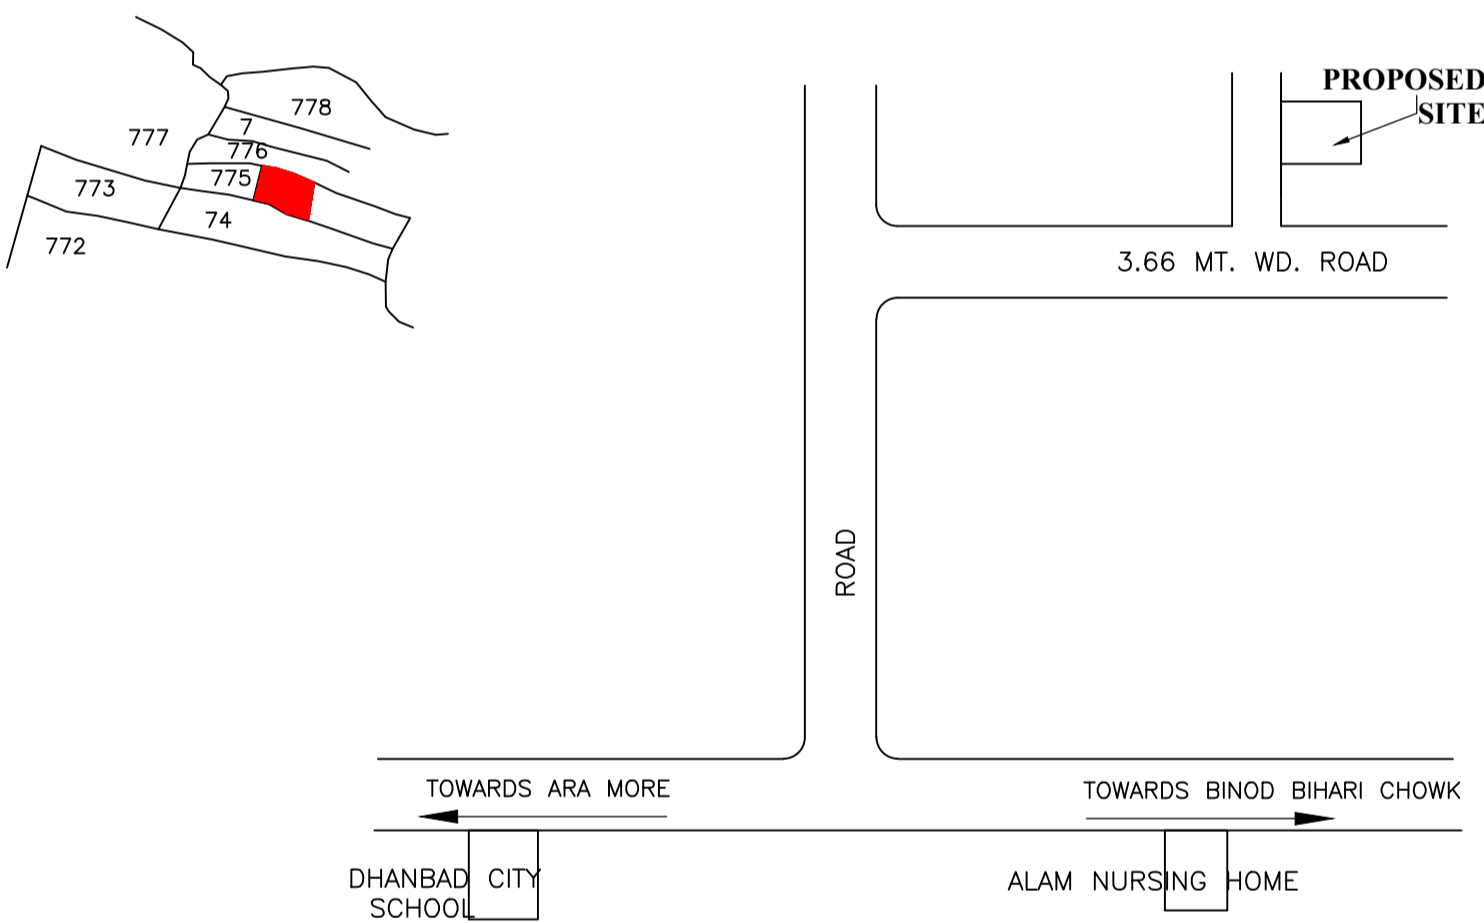 778
7
777
776
775
773
74
772
PROPOSED
SITE
3.66 MT. WD. ROAD
ROAD
TOWARDS ARA MORE
TOWARDS BINOD BIHARI CHOWK
DHANBAD CITY
SCHOOL
ALAM NURSING HOME